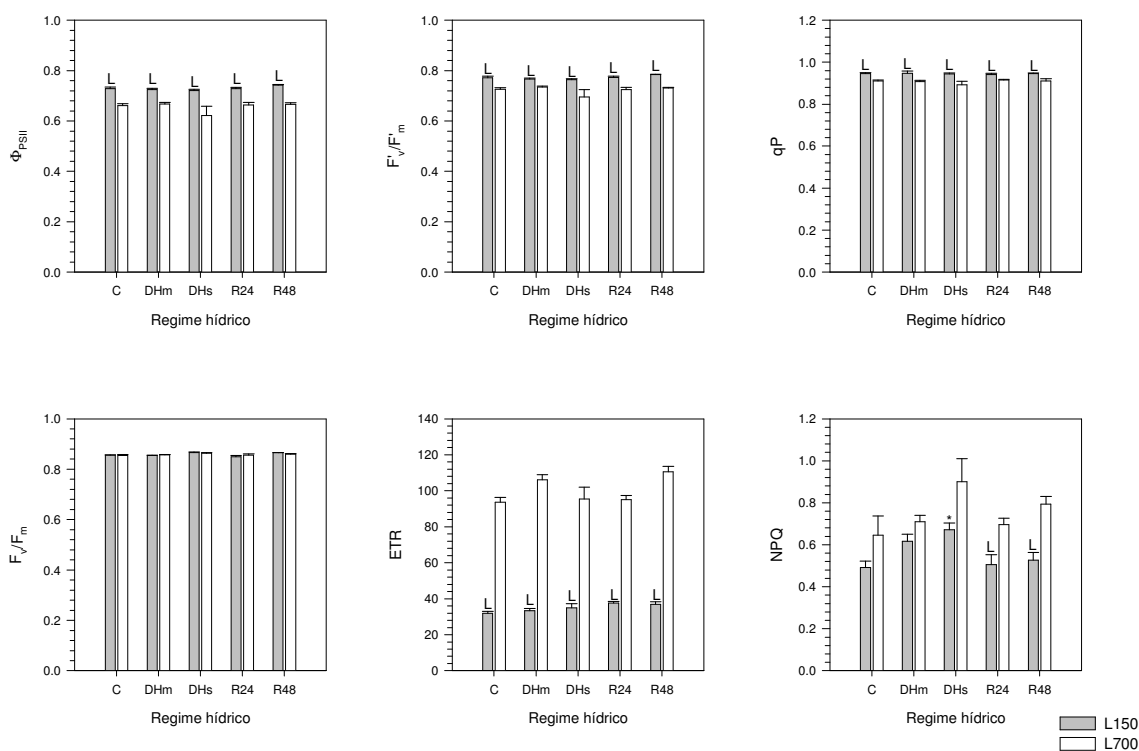 1.0
0.8
0.6
0.4
0.2
0.0
ΦPSII
L L L L L
C DHm DHs R24 R48
Regime hídrico
1.0
0.8
0.6
0.4
0.2
0.0
F'v/F'm
L L L L L
C DHm DHs R24 R48
Regime hídrico
1.2
1.0
0.8
0.6
0.4
0.2
0.0
qP
L L L L L
C DHm DHs R24 R48
Regime hídrico
1.0
0.8
0.6
0.4
0.2
0.0
Fv/Fm
C DHm DHs R24 R48
Regime hídrico
140
120
100
80
60
40
20
0
ETR
L L L L L
C DHm DHs R24 R48
Regime hídrico
1.2
1.0
0.8
0.6
0.4
0.2
0.0
NPQ
* L L
C DHm DHs R24 R48
Regime hídrico
L150
L700